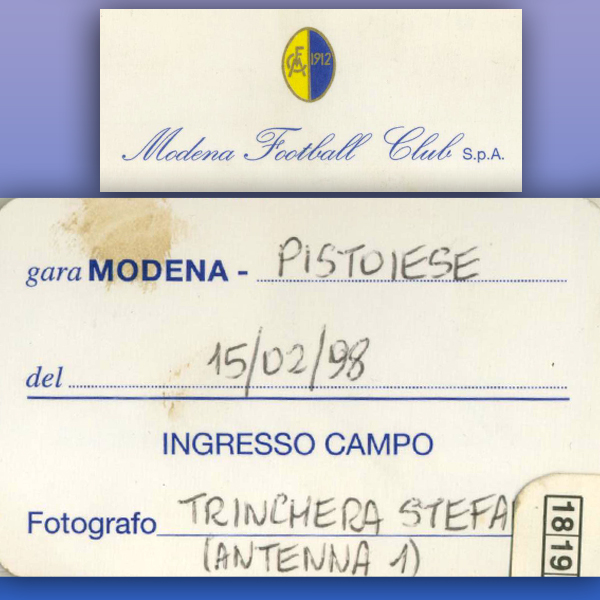 1912
Modena Football Club S.p.A.
gara MODENA - PISTOIESE
del 15/02/98
INGRESSO CAMPO
Fotografo TRINCHERA STEFA
(ANTENNA 1)
18 19